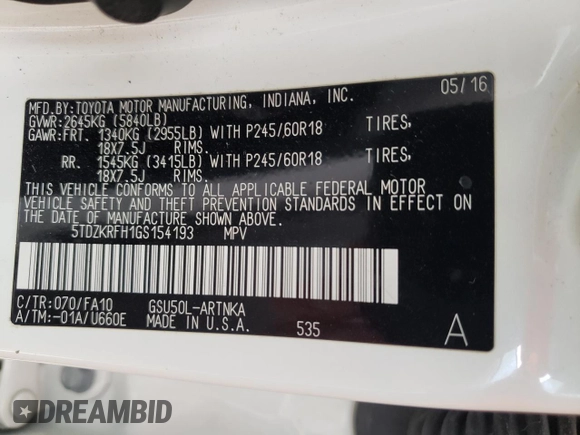 MFD.BY:TOYOTA MOTOR MANUFACTURING, INDIANA, INC. 05/16
GVWR:2645KG (5840LB)
GAWR:FRT. 1340KG (2955LB) WITH P245/60R18 TIRES,
18X7.5J RIMS.
RR. 1545KG (3415LB) WITH P245/60R18 TIRES,
18X7.5J RIMS.
THIS VEHICLE CONFORMS TO ALL APPLICABLE FEDERAL MOTOR
VEHICLE SAFETY AND THEFT PREVENTION STANDARDS IN EFFECT
ON THE DATE OF MANUFACTURE SHOWN ABOVE.
5TDZKRFH1GS154193 MPV
C/TR:070/FA10 GSU50L-ARTNKA
A/TM:-01A/U660E MADE IN U.S.A. 535 A
DREAMBID